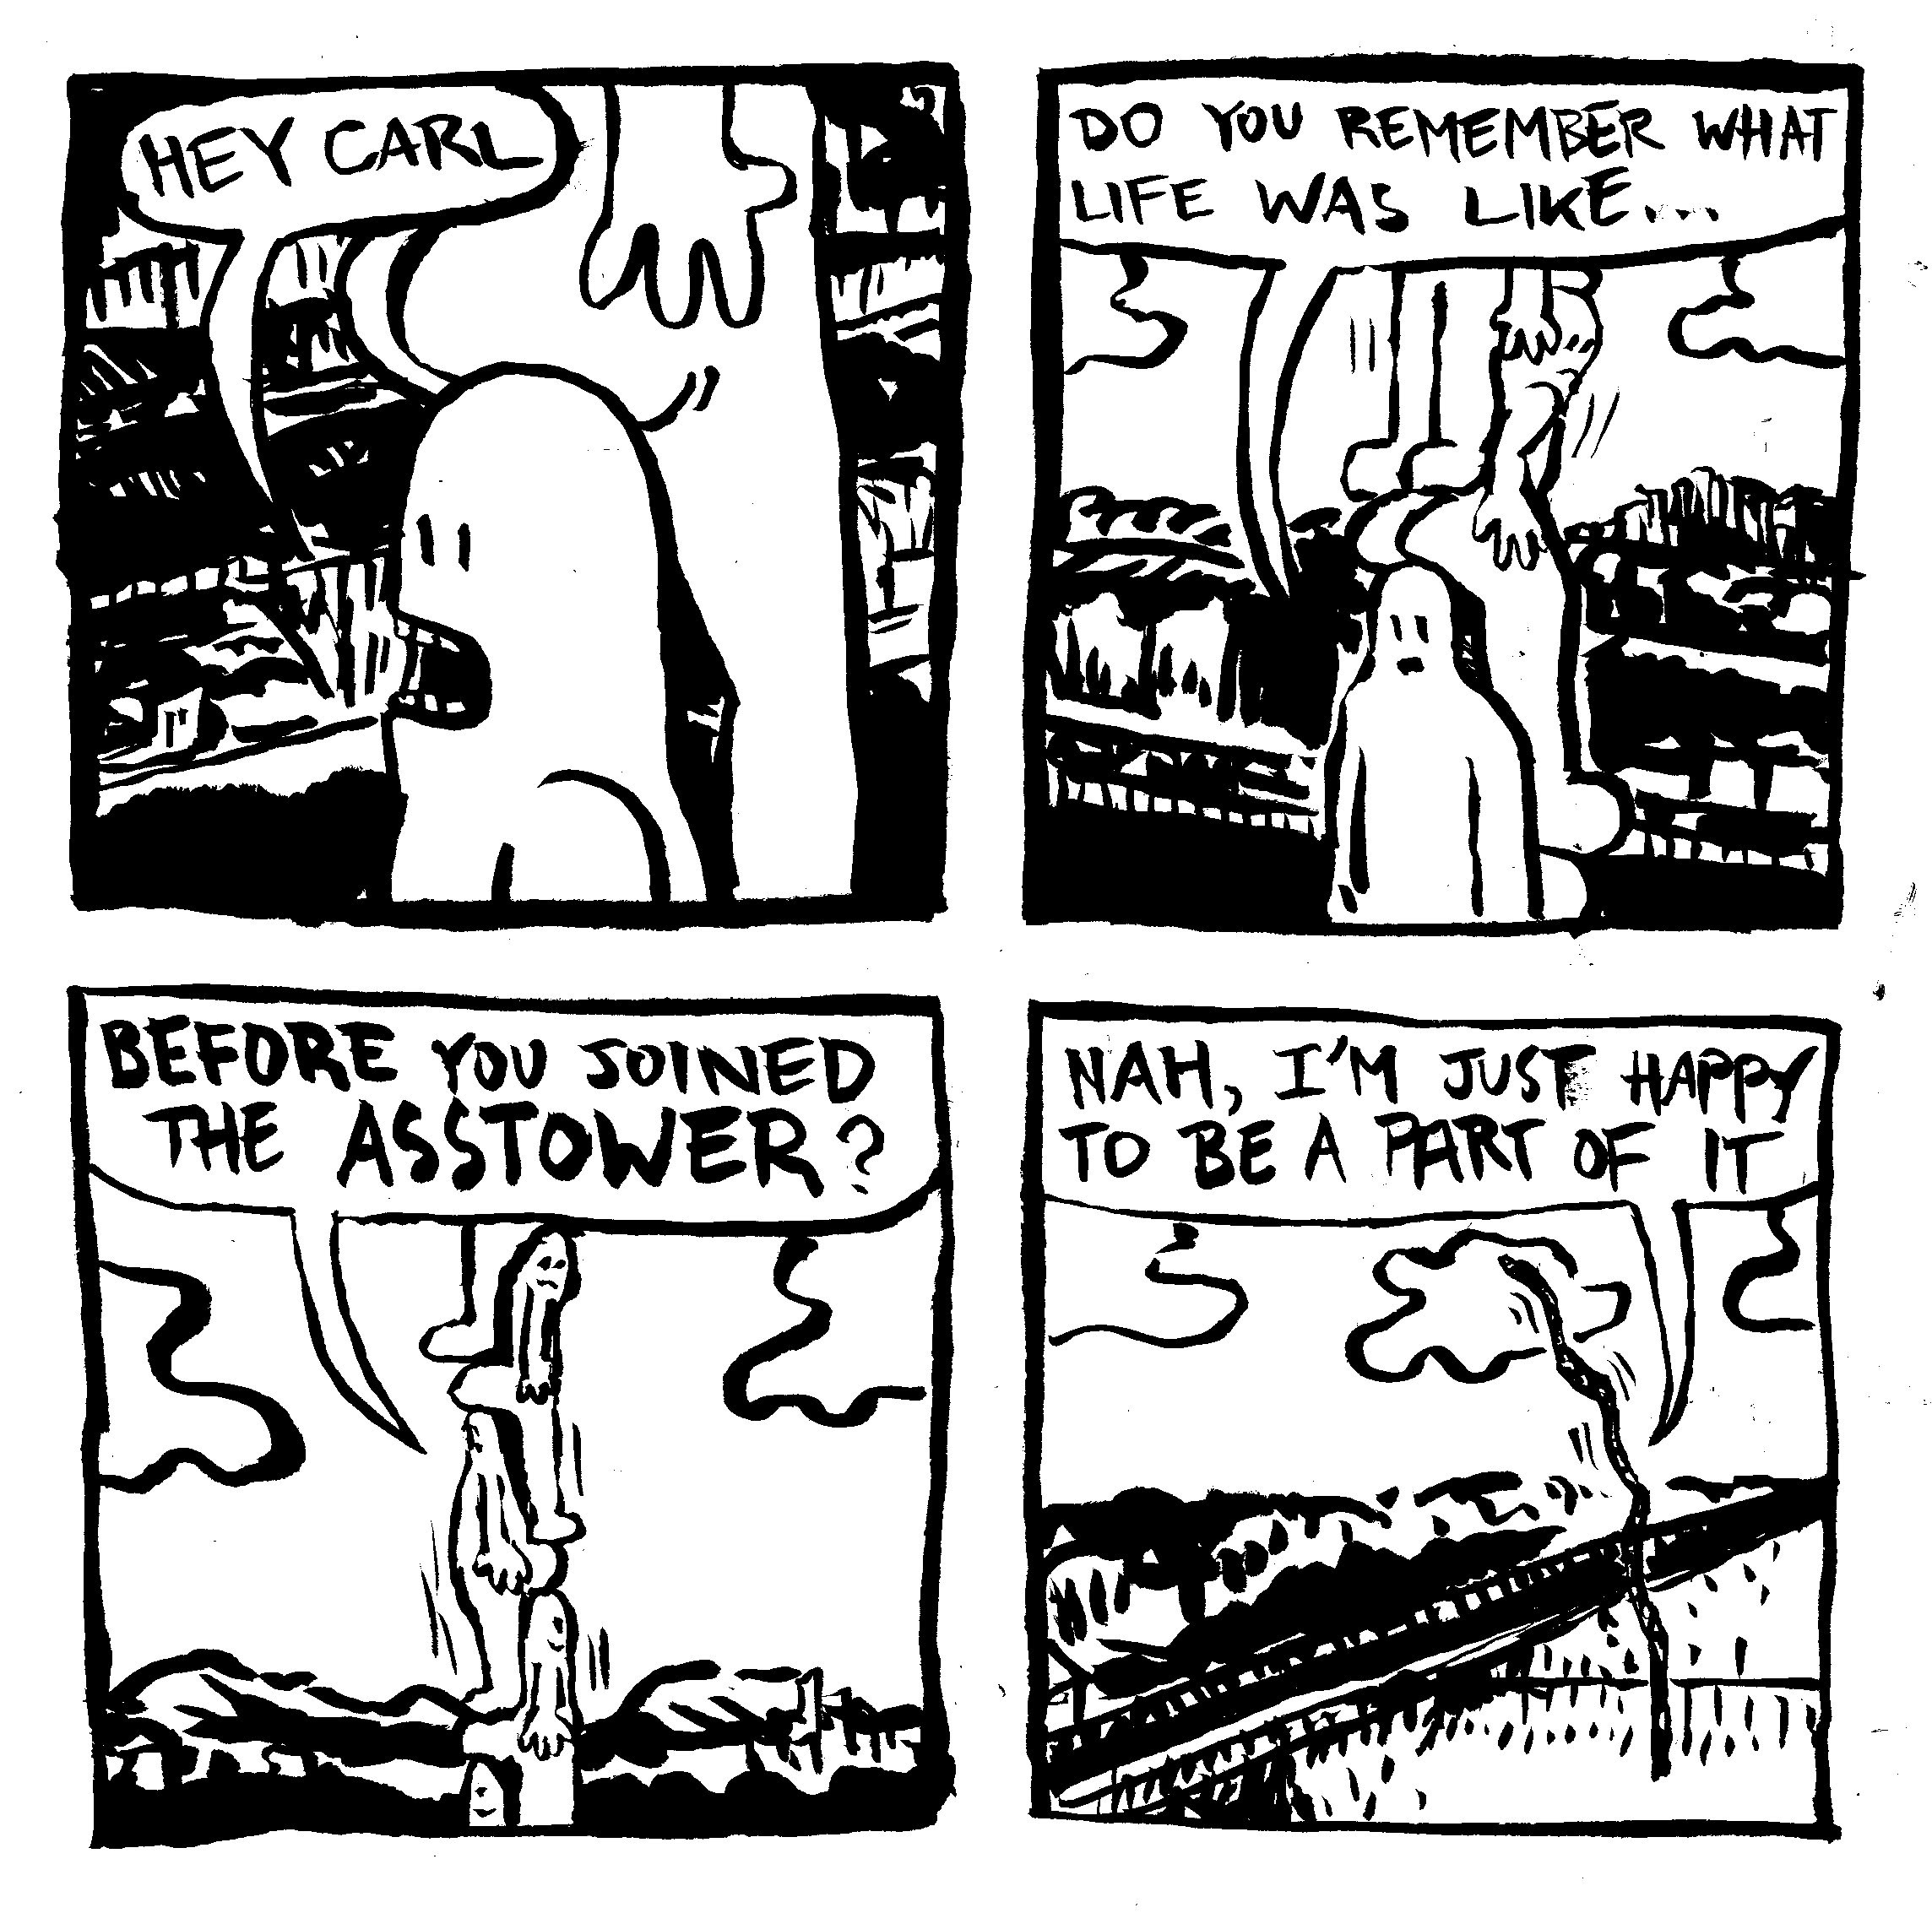 HEY CARL
DO YOU REMEMBER WHAT
LIFE WAS LIKE...
BEFORE YOU JOINED
THE ASSTOWER?
NAH, I'M JUST HAPPY
TO BE A PART OF IT